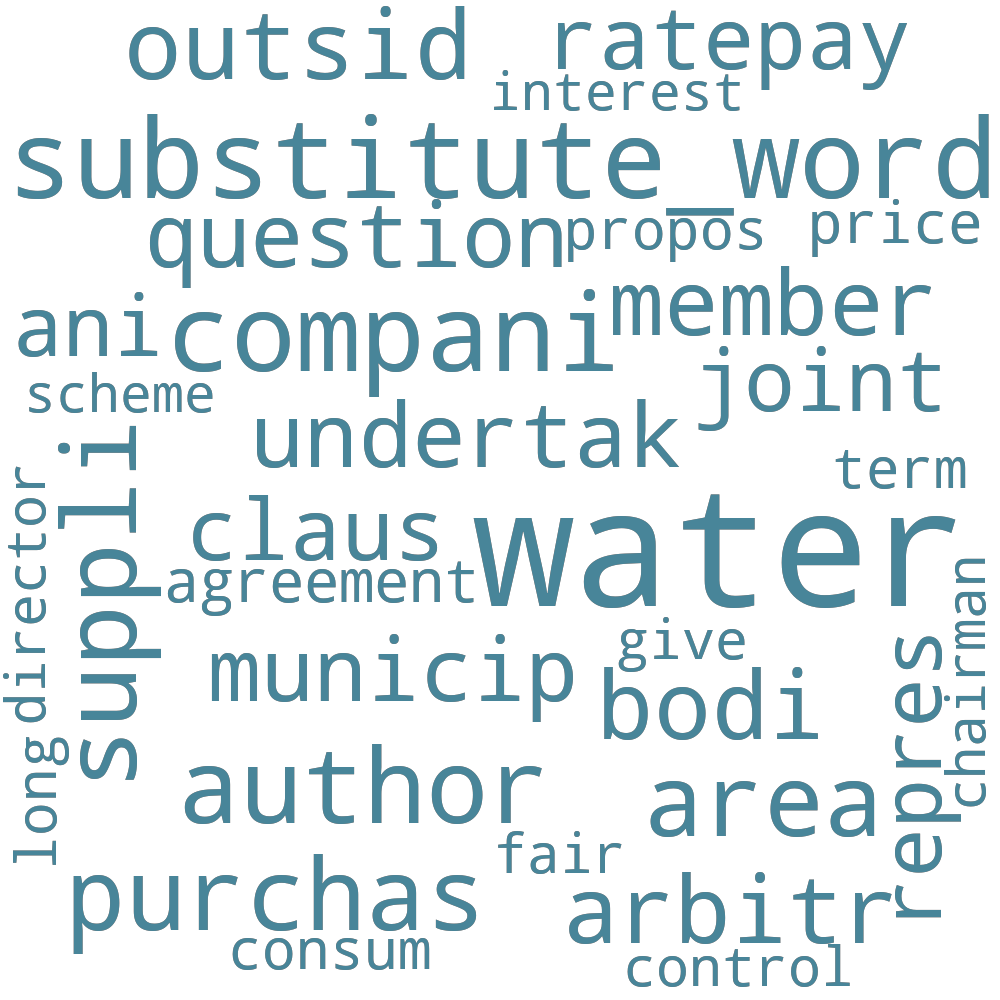 outsid
ratepay
interest
substitute_word
question
propos
price
ani
compani
member
scheme
joint
undertak
term
suppli
director
claus
water
agreement
chairman
give
municip
bodi
repres
long
author
area
fair
purchas
arbitr
consum
control